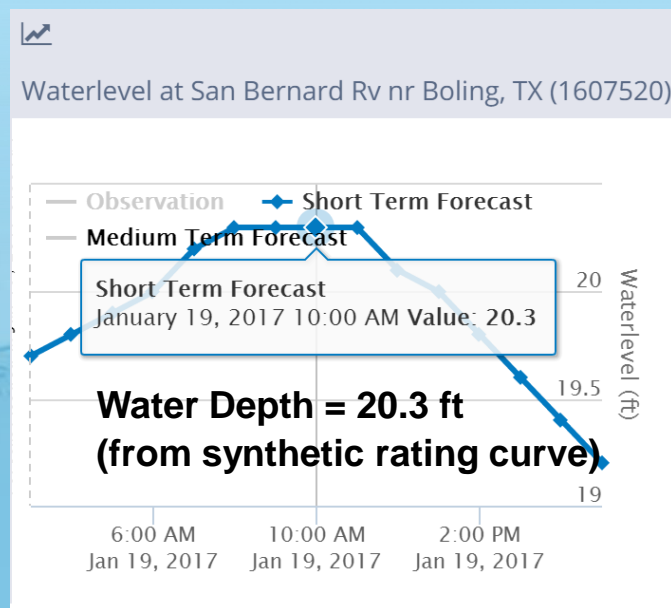 Waterlevel at San Bernard Rv nr Boling, TX (1607520)
Observation Short Term Forecast
Medium Term Forecast
Short Term Forecast
January 19, 2017 10:00 AM Value: 20.3
20
Water Depth = 20.3 ft
19.5
(from synthetic rating curve)
19
Waterlevel (ft)
6:00 AM 10:00 AM 2:00 PM
Jan 19, 2017 Jan 19, 2017 Jan 19, 2017